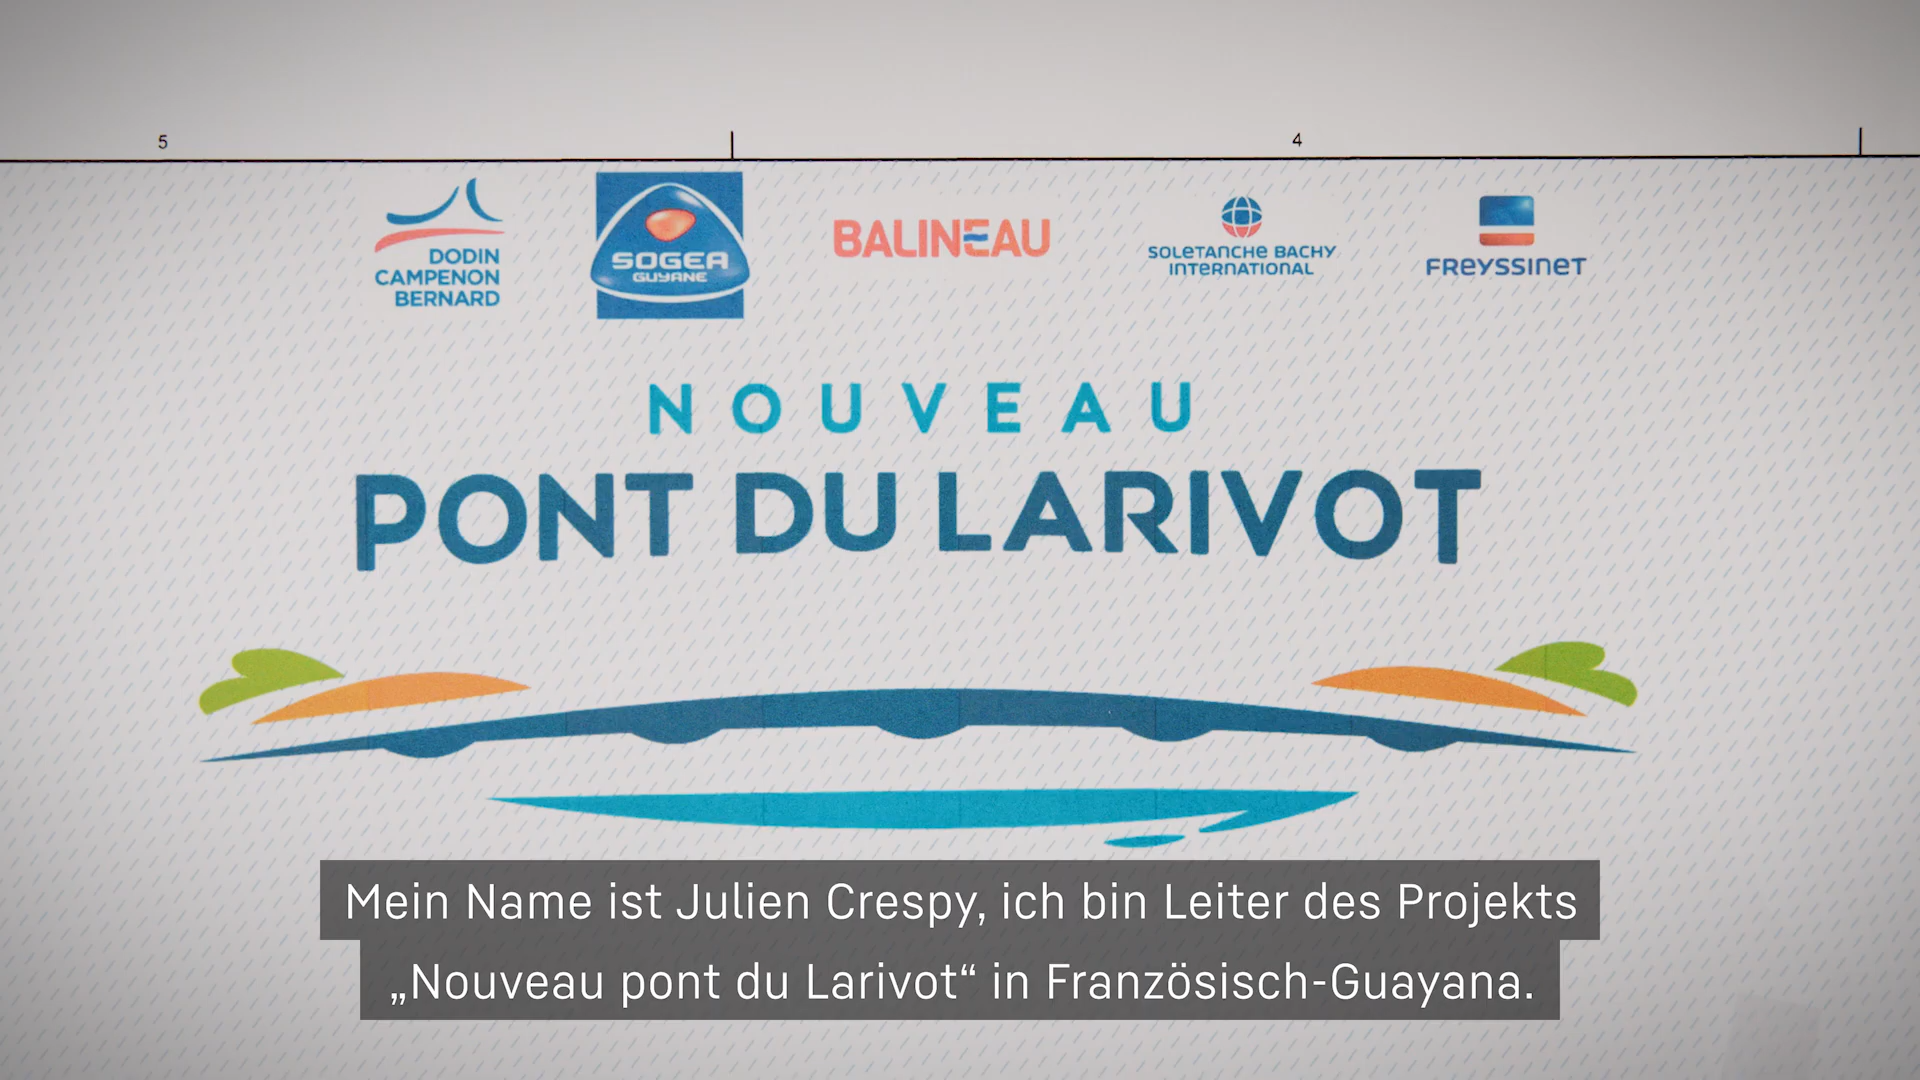 5 4
DODIN
CAMPENON
BERNARD
SOGEA
GUYANE
BALINEAU
SOLETANCHE BACHY
INTERNATIONAL
FREYSSINET
NOUVEAU
PONT DU LARIVOT
Mein Name ist Julien Crespy, ich bin Leiter des Projekts
„Nouveau pont du Larivot“ in Französisch-Guayana.